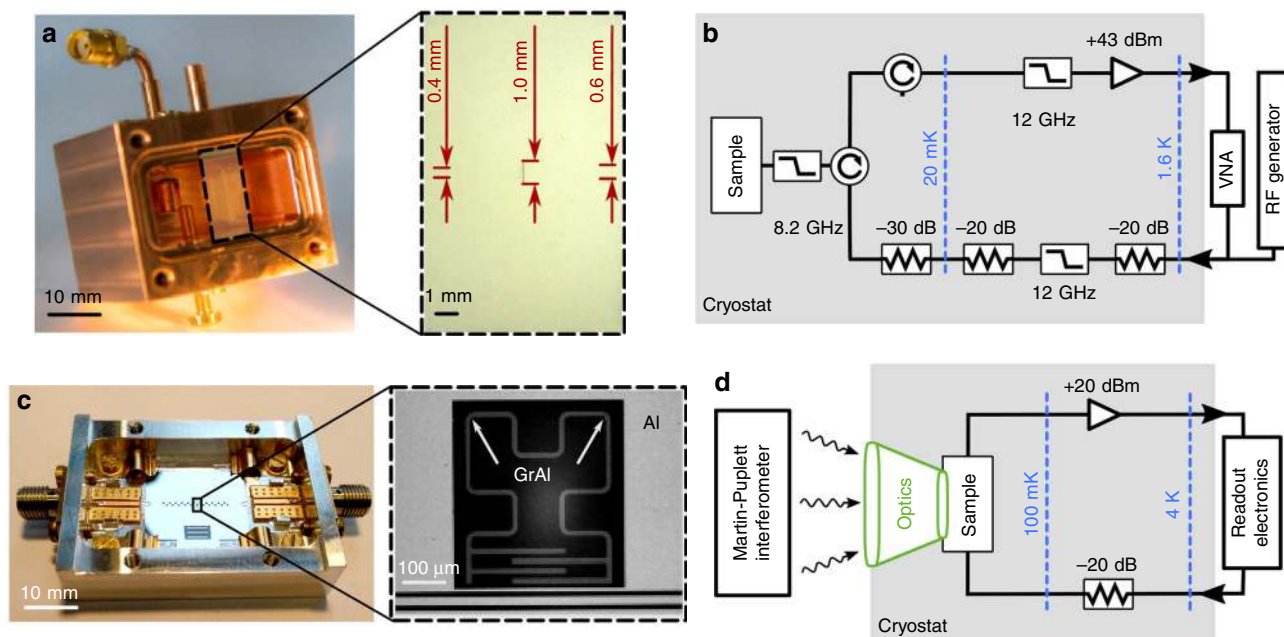 a
0.4 mm
1.0 mm
0.6 mm
10 mm
1 mm
b
+43 dBm
12 GHz
Sample
20 mK
1.6 K
VNA
RF generator
8.2 GHz
–30 dB
–20 dB
–20 dB
12 GHz
Cryostat
c
Al
GrAl
10 mm
100 μm
d
+20 dBm
Martin-Puplett
interferometer
Optics
Sample
100 mK
4 K
Readout
electronics
–20 dB
Cryostat